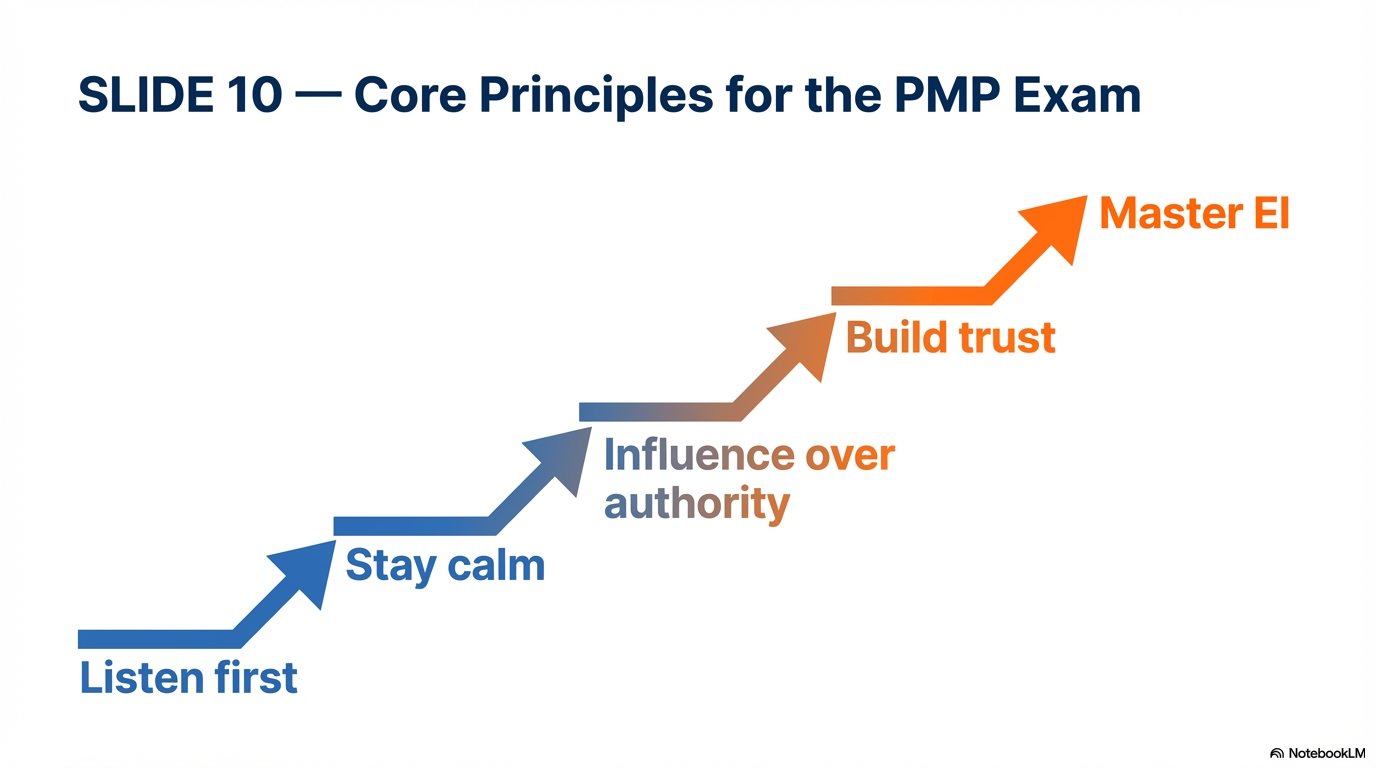 SLIDE 10 — Core Principles for the PMP Exam
Master EI
Build trust
Influence over
authority
Stay calm
Listen first
NotebookLM